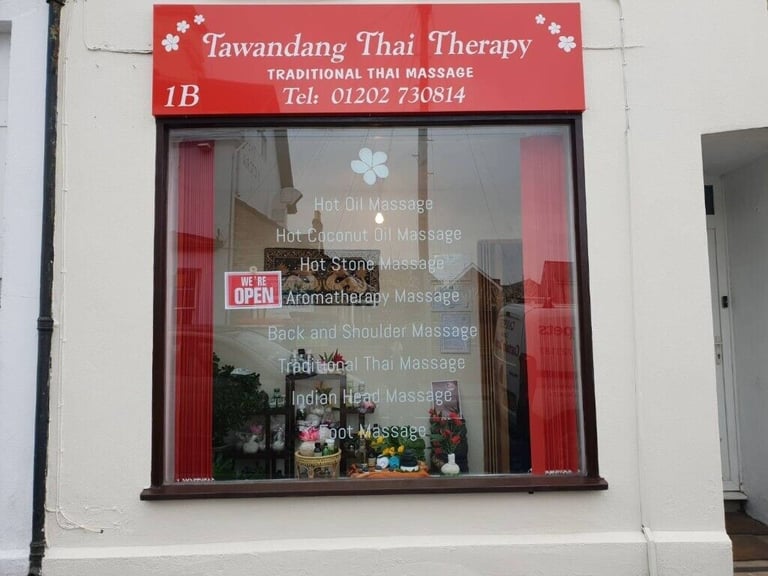 Tawandang Thai Therapy
TRADITIONAL THAI MASSAGE
1B
Tel: 01202 730814
Hot Oil Massage
Hot Coconut Oil Massage
Hot Stone Massage
WE'RE
OPEN
Aromatherapy Massage
Back and Shoulder Massage
Traditional Thai Massage
Indian Head Massage
Foot Massage